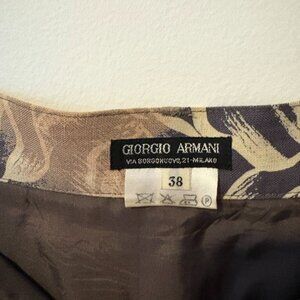 GIORGIO ARMANI
VIA BORGONUOVO, 21-MILANO
38
P